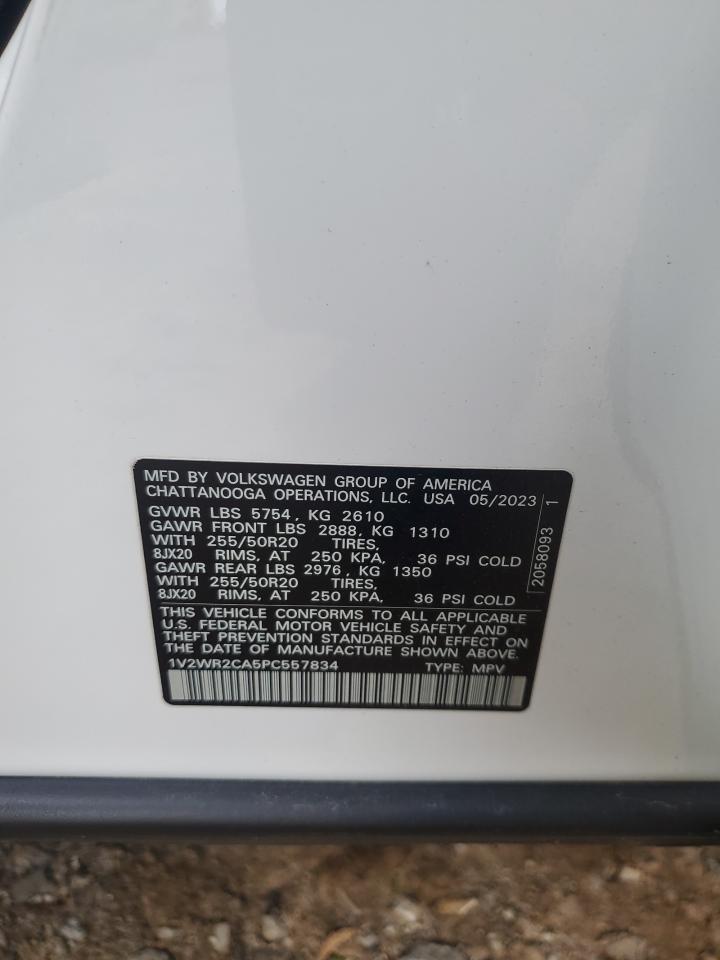 MFD BY VOLKSWAGEN GROUP OF AMERICA
CHATTANOOGA OPERATIONS, LLC. USA 05/2023
GVWR LBS 5754, KG 2610
GAWR FRONT LBS 2888, KG 1310
WITH 255/50R20 TIRES,
8JX20 RIMS, AT 250 KPA, 36 PSI COLD
GAWR REAR LBS 2976, KG 1350
WITH 255/50R20 TIRES,
8JX20 RIMS, AT 250 KPA, 36 PSI COLD
THIS VEHICLE CONFORMS TO ALL APPLICABLE
U.S. FEDERAL MOTOR VEHICLE SAFETY AND
THEFT PREVENTION STANDARDS IN EFFECT ON
THE DATE OF MANUFACTURE SHOWN ABOVE.
1V2WR2CA5PC557834 TYPE: MPV
2058093 1